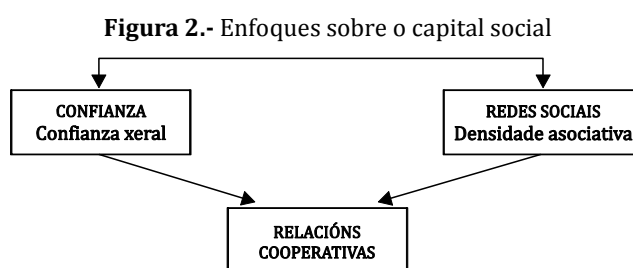 Figura 2.- Enfoques sobre o capital social
CONFIANZA
Confianza xeral
REDES SOCIAIS
Densidade asociativa
RELACIÓNS
COOPERATIVAS